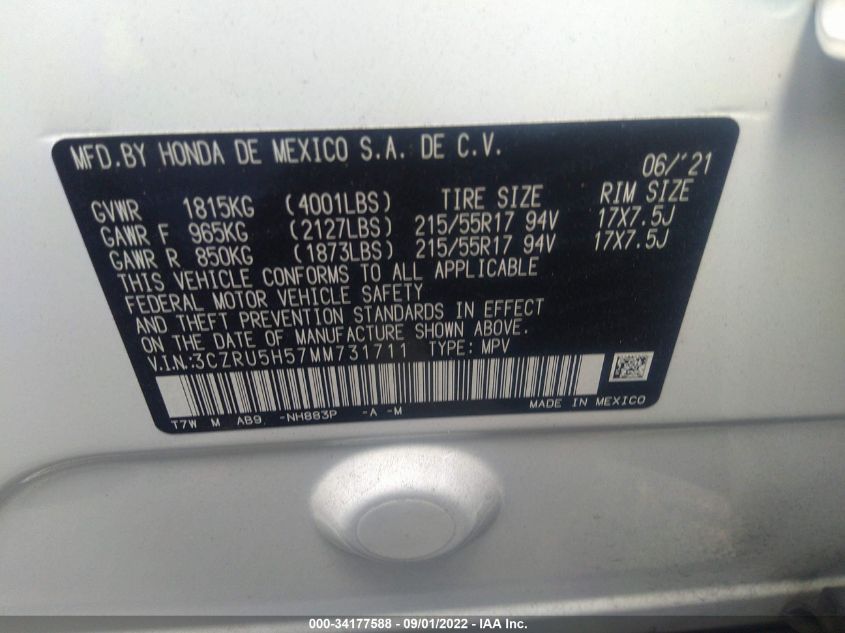 MFD.BY HONDA DE MEXICO S.A. DE C.V. 06/'21
GVWR 1815KG (4001LBS) TIRE SIZE RIM SIZE
GAWR F 965KG (2127LBS) 215/55R17 94V 17X7.5J
GAWR R 850KG (1873LBS) 215/55R17 94V 17X7.5J
THIS VEHICLE CONFORMS TO ALL APPLICABLE
FEDERAL MOTOR VEHICLE SAFETY
AND THEFT PREVENTION STANDARDS IN EFFECT
ON THE DATE OF MANUFACTURE SHOWN ABOVE.
V.I.N:3CZRU5H57MM731711 TYPE: MPV
T7W M AB9 -NH883P -A -M MADE IN MEXICO
000-34177588 - 09/01/2022 - IAA Inc.